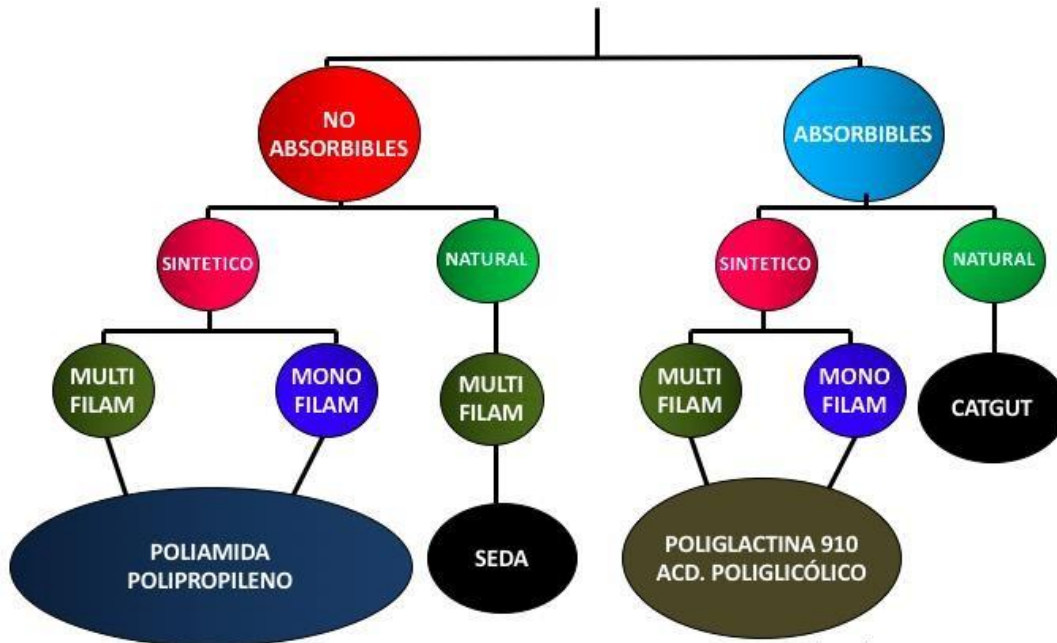 NO
ABSORBIBLES
ABSORBIBLES
SINTETICO
NATURAL
SINTETICO
NATURAL
MULTI
FILAM
MONO
FILAM
MULTI
FILAM
MULTI
FILAM
MONO
FILAM
CATGUT
POLIAMIDA
POLIPROPILENO
SEDA
POLIGLACTINA 910
ACD. POLIGLICÓLICO